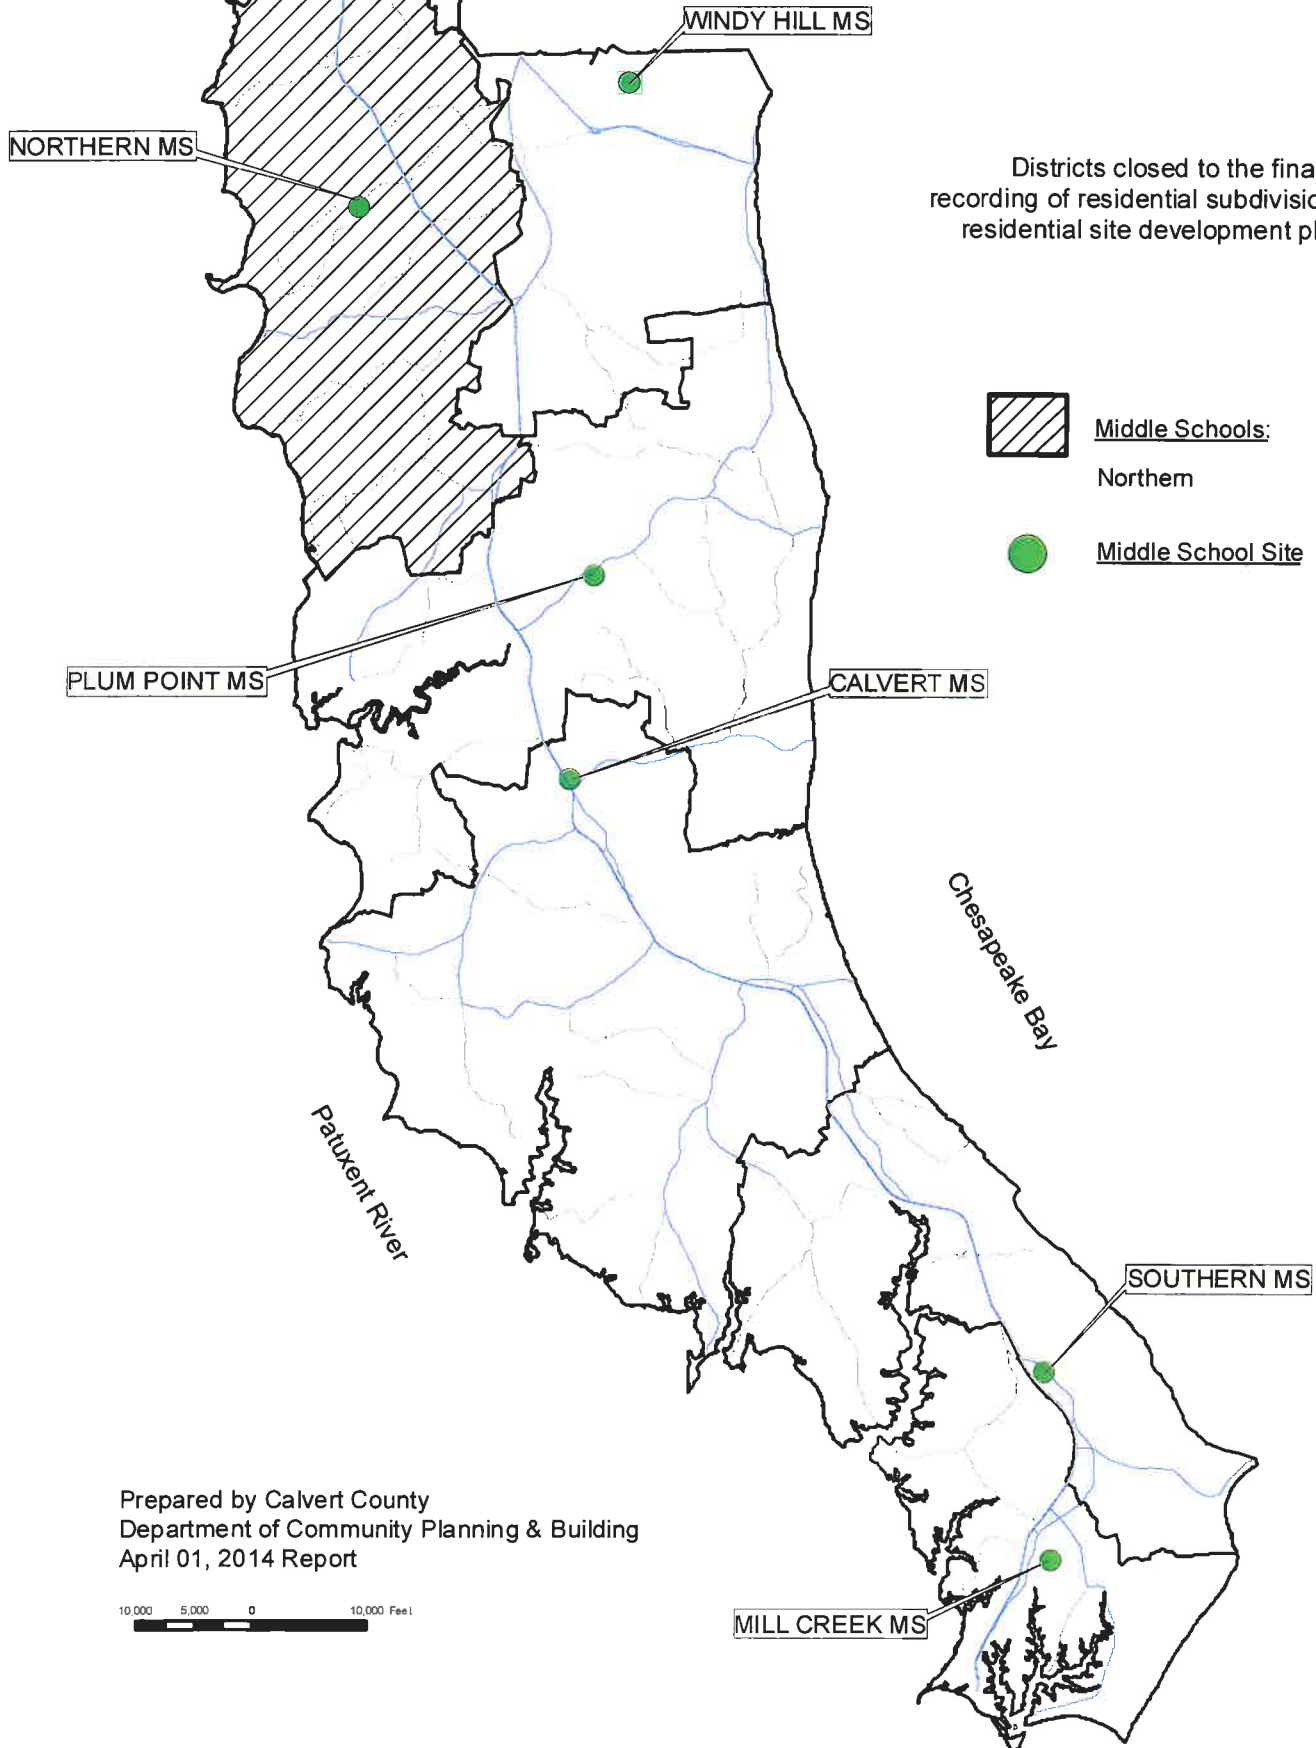 WINDY HILL MS
NORTHERN MS
Districts closed to the fina
recording of residential subdivisio
residential site development pl
Middle Schools:
Northern
Middle School Site
PLUM POINT MS
CALVERT MS
Chesapeake Bay
Patuxent River
SOUTHERN MS
Prepared by Calvert County
Department of Community Planning & Building
April 01, 2014 Report
10,000 5,000 0 10,000 Feet
MILL CREEK MS